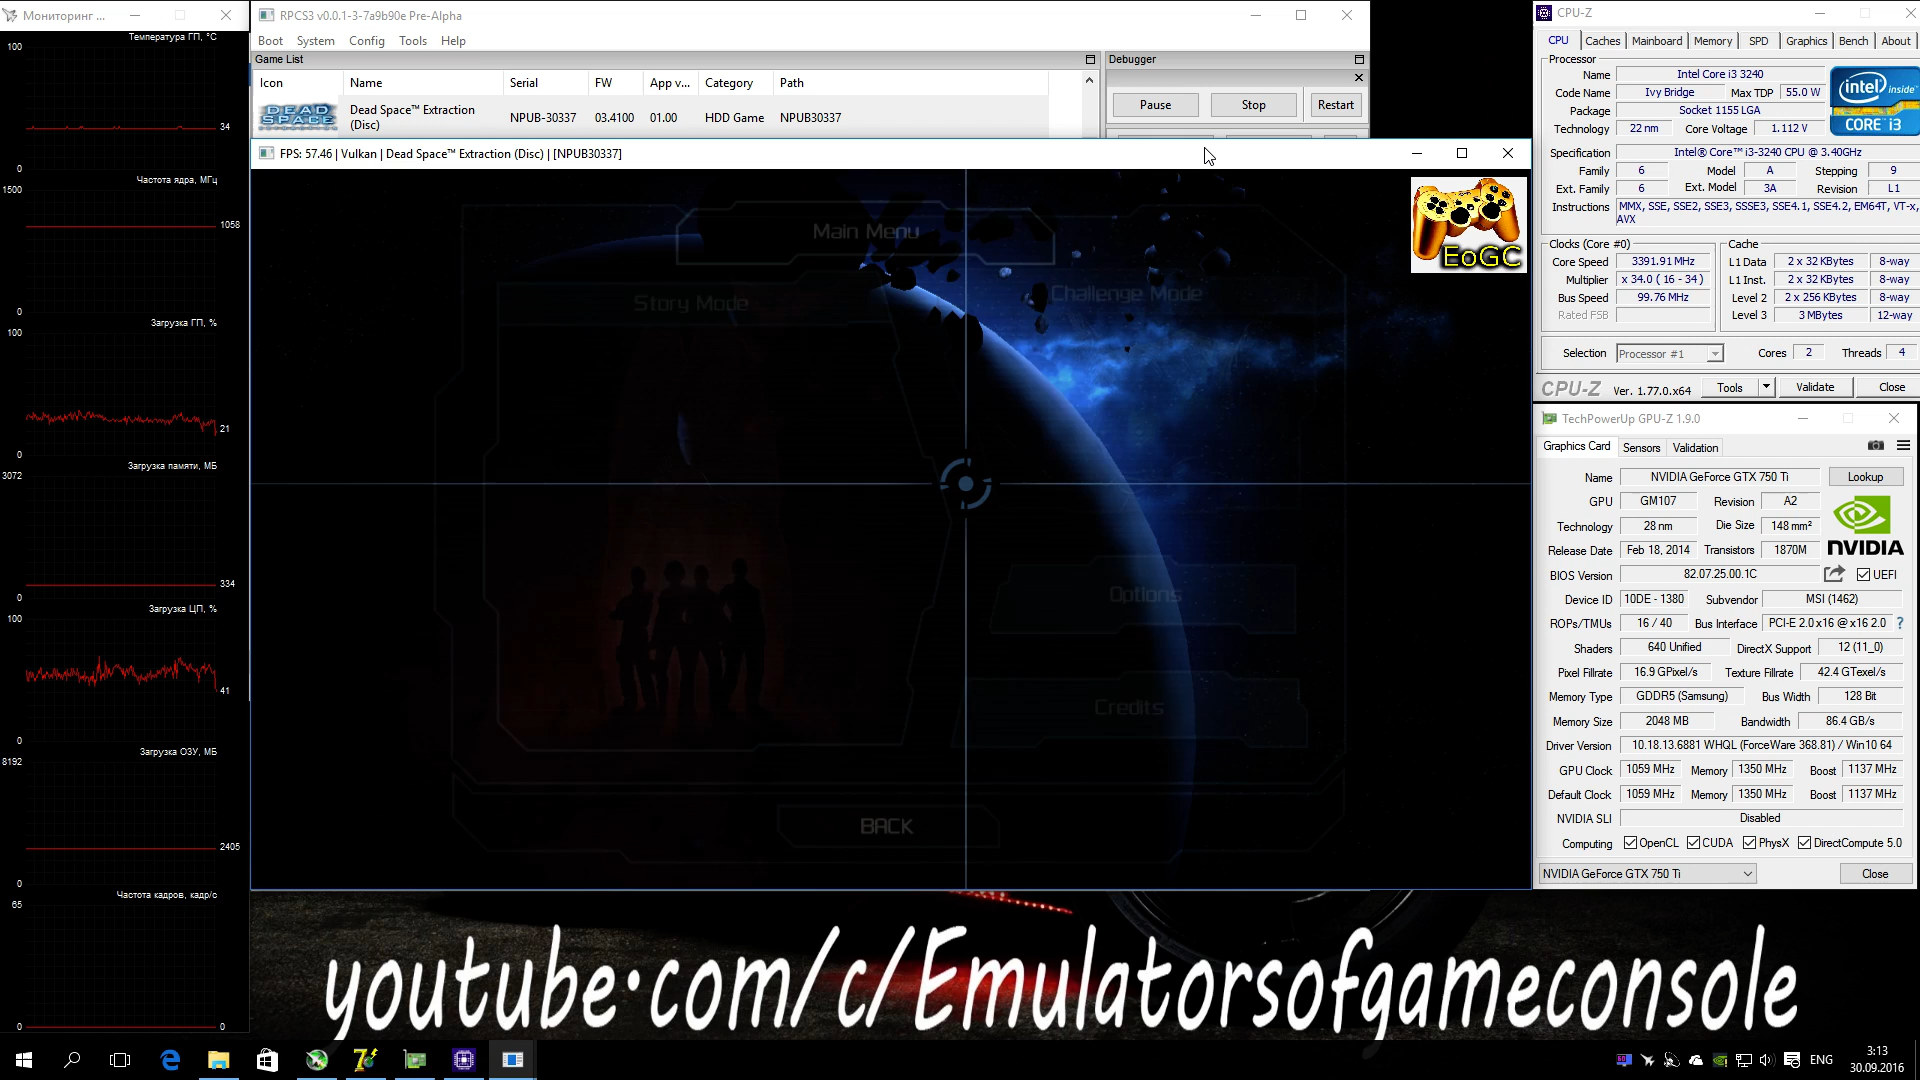 Мониторинг ...
Температура ГП, °C
100
34
0
Частота ядра, МГц
1500
1058
0
Загрузка ГП, %
100
21
0
Загрузка памяти, МБ
3072
334
0
Загрузка ЦП, %
100
41
0
Загрузка ОЗУ, МБ
8192
2405
0
Частота кадров, кадр/с
65
0
0
RPCS3 v0.0.1-3-7a9b90e Pre-Alpha
Boot System Config Tools Help
Game List
Icon Name Serial FW App v... Category Path
DEAD SPACE
Dead Space™ Extraction (Disc) NPUB-30337 03.4100 01.00 HDD Game NPUB30337
Debugger
Pause Stop Restart
FPS: 57.46 | Vulkan | Dead Space™ Extraction (Disc) | [NPUB30337]
EoGC
Main Menu
Story Mode
Challenge Mode
Options
Credits
BACK
CPU-Z
CPU Caches Mainboard Memory SPD Graphics Bench About
Processor
Name Intel Core i3 3240
Code Name Ivy Bridge Max TDP 55.0 W
Package Socket 1155 LGA
Technology 22 nm Core Voltage 1.112 V
intel inside™
CORE i3
Specification Intel® Core™ i3-3240 CPU @ 3.40GHz
Family 6 Model A Stepping 9
Ext. Family 6 Ext. Model 3A Revision L1
Instructions MMX, SSE, SSE2, SSE3, SSSE3, SSE4.1, SSE4.2, EM64T, VT-x, AVX
Clocks (Core #0)
Core Speed 3391.91 MHz
Multiplier x 34.0 ( 16 - 34 )
Bus Speed 99.76 MHz
Rated FSB
Cache
L1 Data 2 x 32 KBytes 8-way
L1 Inst. 2 x 32 KBytes 8-way
Level 2 2 x 256 KBytes 8-way
Level 3 3 MBytes 12-way
Selection Processor #1 Cores 2 Threads 4
CPU-Z Ver. 1.77.0.x64 Tools Validate Close
TechPowerUp GPU-Z 1.9.0
Graphics Card Sensors Validation
Name NVIDIA GeForce GTX 750 Ti Lookup
GPU GM107 Revision A2
Technology 28 nm Die Size 148 mm²
Release Date Feb 18, 2014 Transistors 1870M
NVIDIA
BIOS Version 82.07.25.00.1C UEFI
Device ID 10DE - 1380 Subvendor MSI (1462)
ROPs/TMUs 16 / 40 Bus Interface PCI-E 2.0 x16 @ x16 2.0 ?
Shaders 640 Unified DirectX Support 12 (11_0)
Pixel Fillrate 16.9 GPixel/s Texture Fillrate 42.4 GTexel/s
Memory Type GDDR5 (Samsung) Bus Width 128 Bit
Memory Size 2048 MB Bandwidth 86.4 GB/s
Driver Version 10.18.13.6881 WHQL (ForceWare 368.81) / Win10 64
GPU Clock 1059 MHz Memory 1350 MHz Boost 1137 MHz
Default Clock 1059 MHz Memory 1350 MHz Boost 1137 MHz
NVIDIA SLI Disabled
Computing OpenCL CUDA PhysX DirectCompute 5.0
NVIDIA GeForce GTX 750 Ti Close
youtube.com/c/Emulatorsofgameconsole
ENG
3:13
30.09.2016